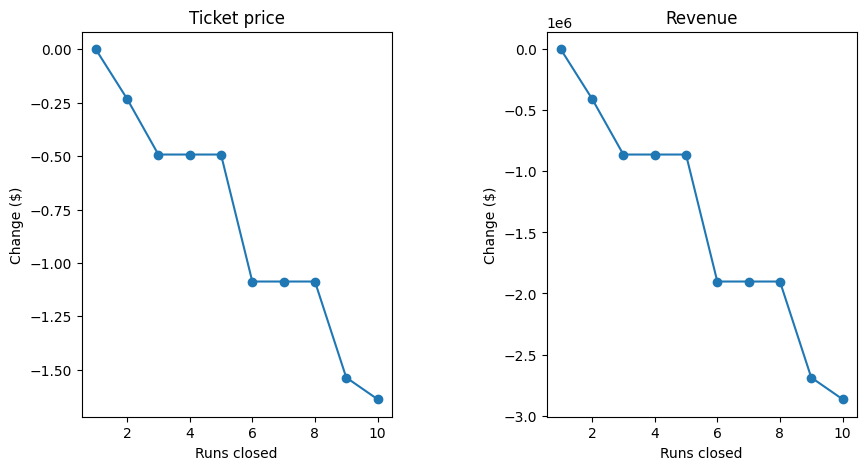 Ticket price
0.00
−0.25
−0.50
−0.75
−1.00
−1.25
−1.50
Change ($)
2 4 6 8 10
Runs closed
Revenue
1e6
0.0
−0.5
−1.0
−1.5
−2.0
−2.5
−3.0
Change ($)
2 4 6 8 10
Runs closed